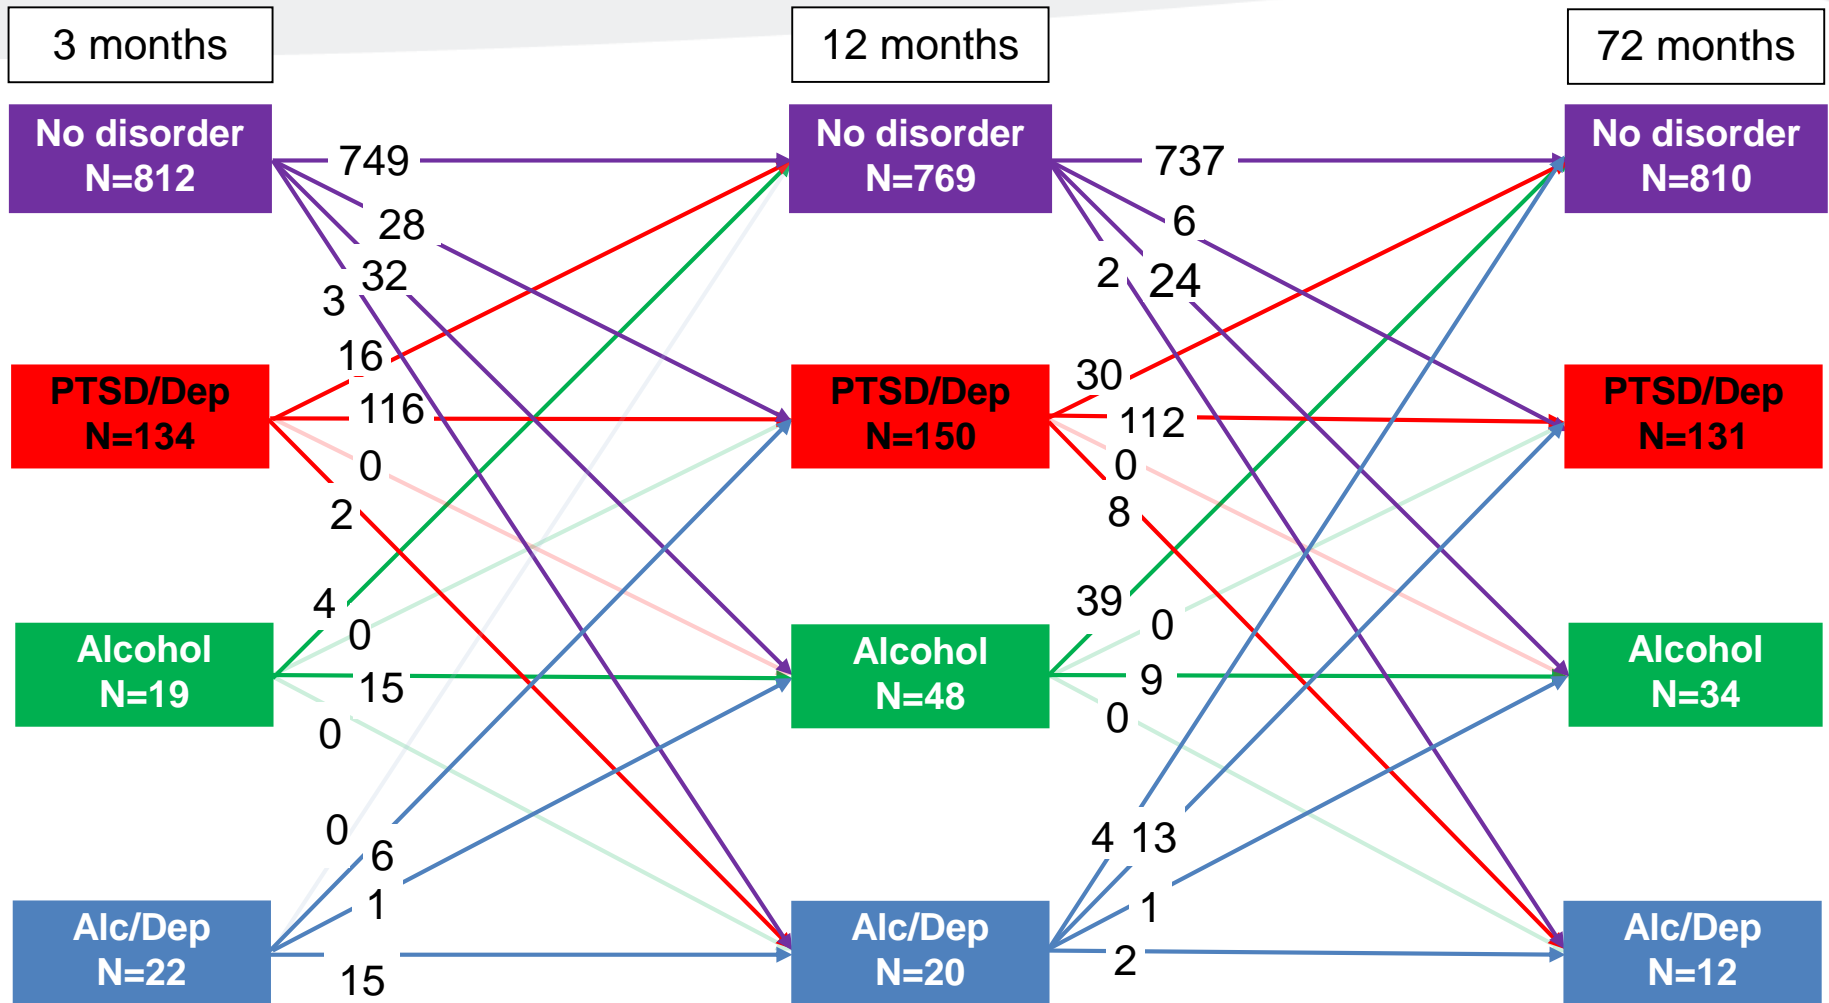 3 months
12 months
72 months
No disorder
N=812
No disorder
N=769
No disorder
N=810
749
28
32
3
737
6
2
24
PTSD/Dep
N=134
PTSD/Dep
N=150
PTSD/Dep
N=131
16
116
0
2
30
112
0
8
Alcohol
N=19
Alcohol
N=48
Alcohol
N=34
4
0
15
0
39
0
9
0
Alc/Dep
N=22
Alc/Dep
N=20
Alc/Dep
N=12
0
6
1
15
4
13
1
2